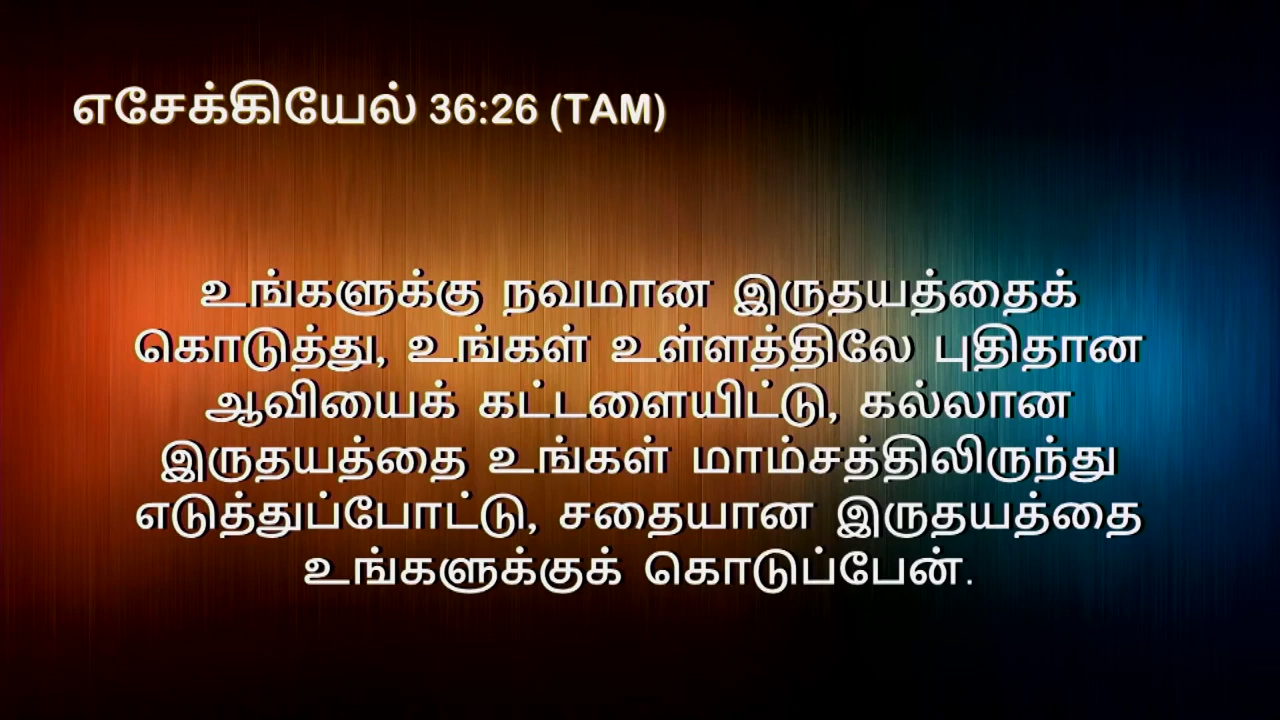 எசேக்கியேல் 36:26 (TAM)
உங்களுக்கு நவமான இருதயத்தைக்
கொடுத்து, உங்கள் உள்ளத்திலே புதிதான
ஆவியைக் கட்டளையிட்டு, கல்லான
இருதயத்தை உங்கள் மாம்சத்திலிருந்து
எடுத்துப்போட்டு, சதையான இருதயத்தை
உங்களுக்குக் கொடுப்பேன்.